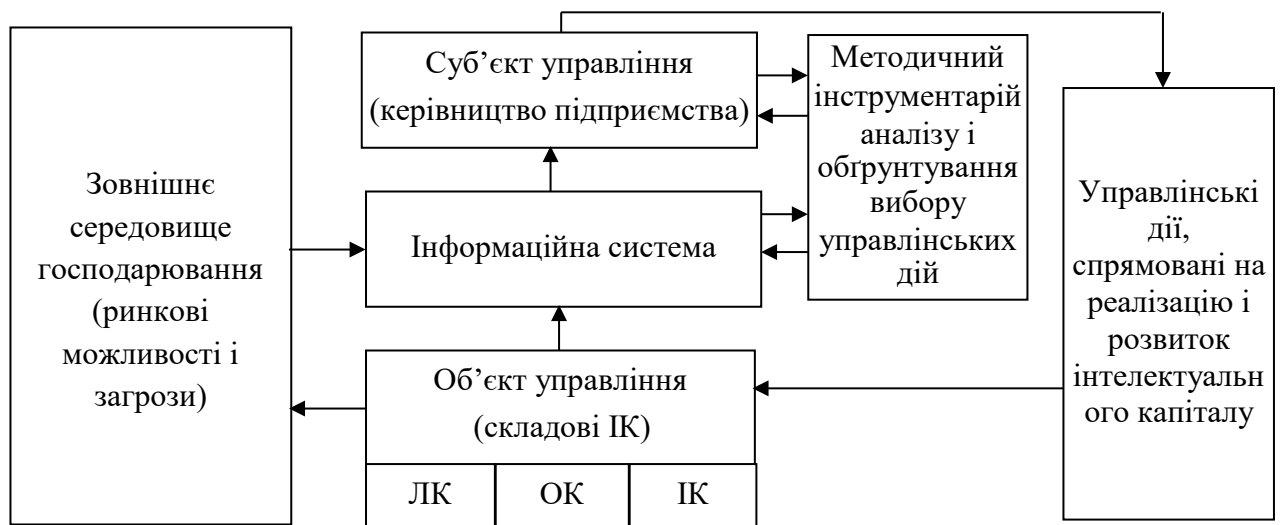 Зовнішнє
середовище
господарювання
(ринкові
можливості і
загрози)
Суб’єкт управління
(керівництво підприємства)
Інформаційна система
Об’єкт управління
(складові ІК)
ЛК
ОК
ІК
Методичний
інструментарій
аналізу і
обґрунтування
вибору
управлінських
дій
Управлінські
дії,
спрямовані на
реалізацію і
розвиток
інтелектуальн
ого капіталу